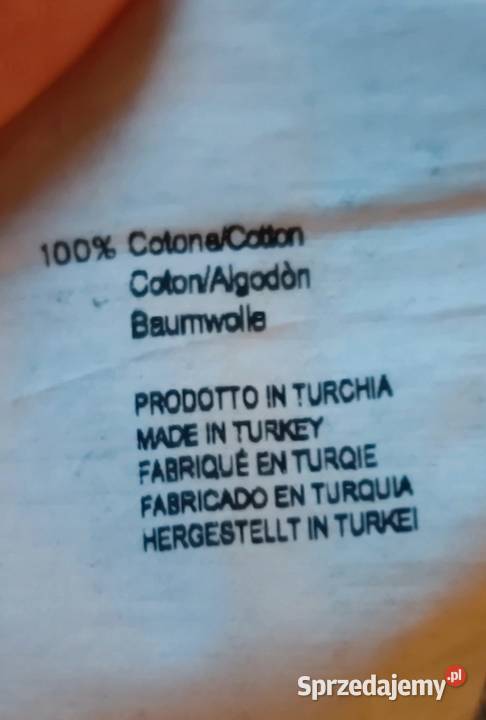 100% Cotone/Cotton
Coton/Algodòn
Baumwolle
PRODOTTO IN TURCHIA
MADE IN TURKEY
FABRIQUÉ EN TURQIE
FABRICADO EN TURQUIA
HERGESTELLT IN TURKEI
Sprzedajemy.pl